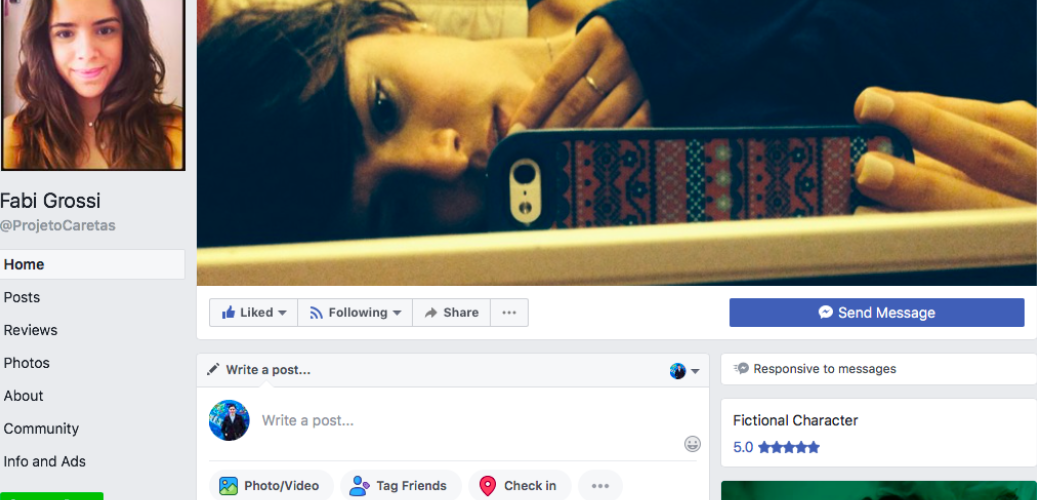 Fabi Grossi
@ProjetoCaretas
Home
Posts
Reviews
Photos
About
Community
Info and Ads
Liked
Following
Share
Send Message
Write a post...
Write a post...
Photo/Video
Tag Friends
Check in
Responsive to messages
Fictional Character
5.0